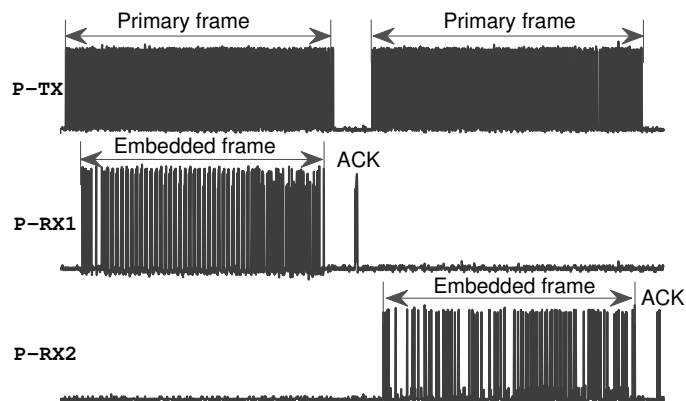 Primary frame Primary frame
P-TX
Embedded frame ACK
P-RX1
Embedded frame ACK
P-RX2